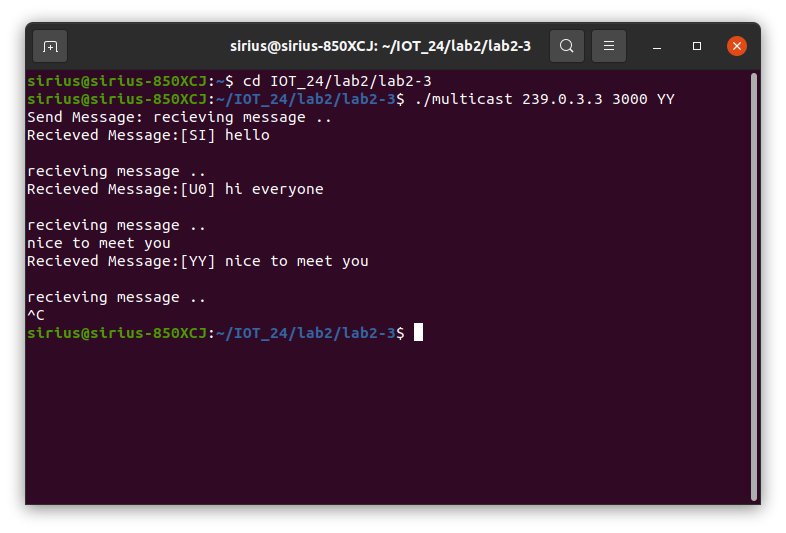 sirius@sirius-850XCJ: ~/IOT_24/lab2/lab2-3
sirius@sirius-850XCJ:~$ cd IOT_24/lab2/lab2-3
sirius@sirius-850XCJ:~/IOT_24/lab2/lab2-3$ ./multicast 239.0.3.3 3000 YY
Send Message: recieving message ..
Recieved Message:[SI] hello
recieving message ..
Recieved Message:[U0] hi everyone
recieving message ..
nice to meet you
Recieved Message:[YY] nice to meet you
recieving message ..
^C
sirius@sirius-850XCJ:~/IOT_24/lab2/lab2-3$